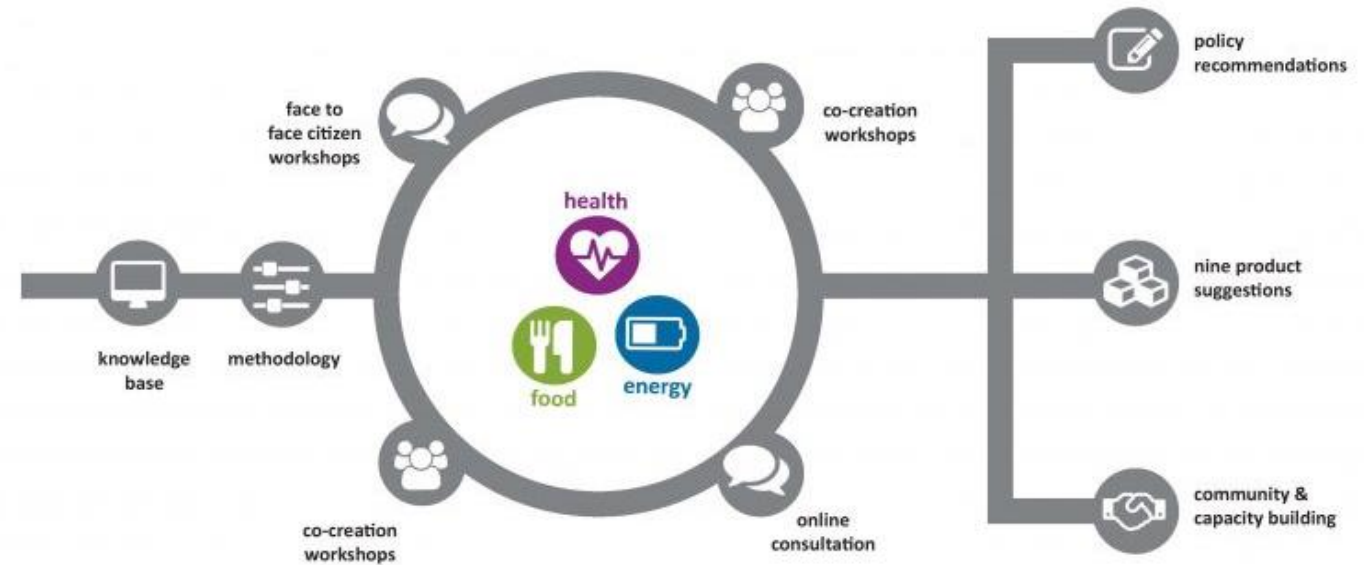 knowledge
base
methodology
face to
face citizen
workshops
co-creation
workshops
health
food
energy
co-creation
workshops
online
consultation
policy
recommendations
nine product
suggestions
community &
capacity building